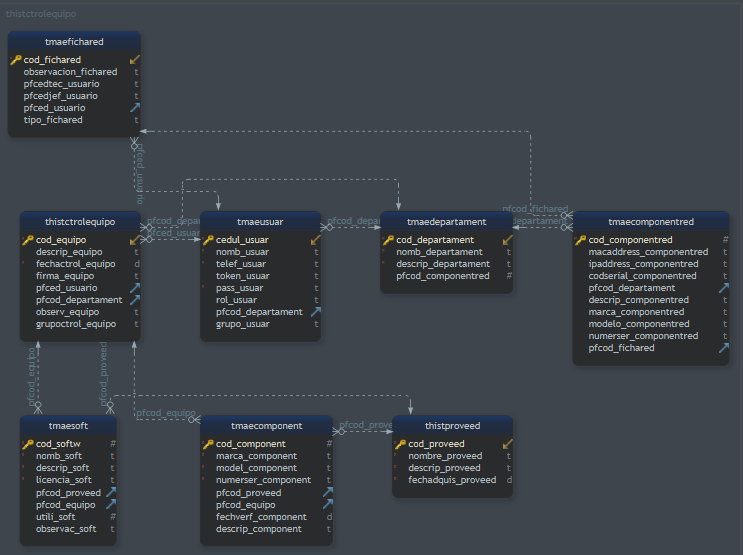 thistctrolequipo
tmaefichared
cod_fichared
observacion_fichared t
pfcedtec_usuario t
pfcedjef_usuario t
pfced_usuario
tipo_fichared t
pfced_usuario
thistctrolequipo
cod_equipo
descrip_equipo t
fechactrol_equipo d
firma_equipo t
pfced_usuario
pfcod_departament
observ_equipo t
grupoctrol_equipo t
pfcod_depar
pfced_usuar
tmaeusuar
cedul_usuar
nomb_usuar t
telef_usuar t
token_usuar t
pass_usuar t
rol_usuar t
pfcod_departament
grupo_usuar t
pfcod_depar
tmaedepartament
cod_departament
nomb_departament t
descrip_departament t
pfcod_componentred #
pfcod_fichared
departament
tmaecomponentred
cod_componentred #
macaddress_componentred t
ipaddress_componentred t
codserial_componentred t
pfcod_departament
descrip_componentred t
marca_componentred t
modelo_componentred t
numerser_componentred t
pfcod_fichared
pfcod_equipo
pfcod_proveed
tmaesoft
cod_softw #
nomb_soft t
descrip_soft t
licencia_soft t
pfcod_proveed
pfcod_equipo
utili_soft #
observac_soft t
pfcod_equipo
tmaecomponent
cod_component #
marca_component t
model_component t
numerser_component t
pfcod_proveed
pfcod_equipo
fechverf_component d
descrip_component t
pfcod_prove
thistproveed
cod_proveed
nombre_proveed t
descrip_proveed t
fechadquis_proveed d